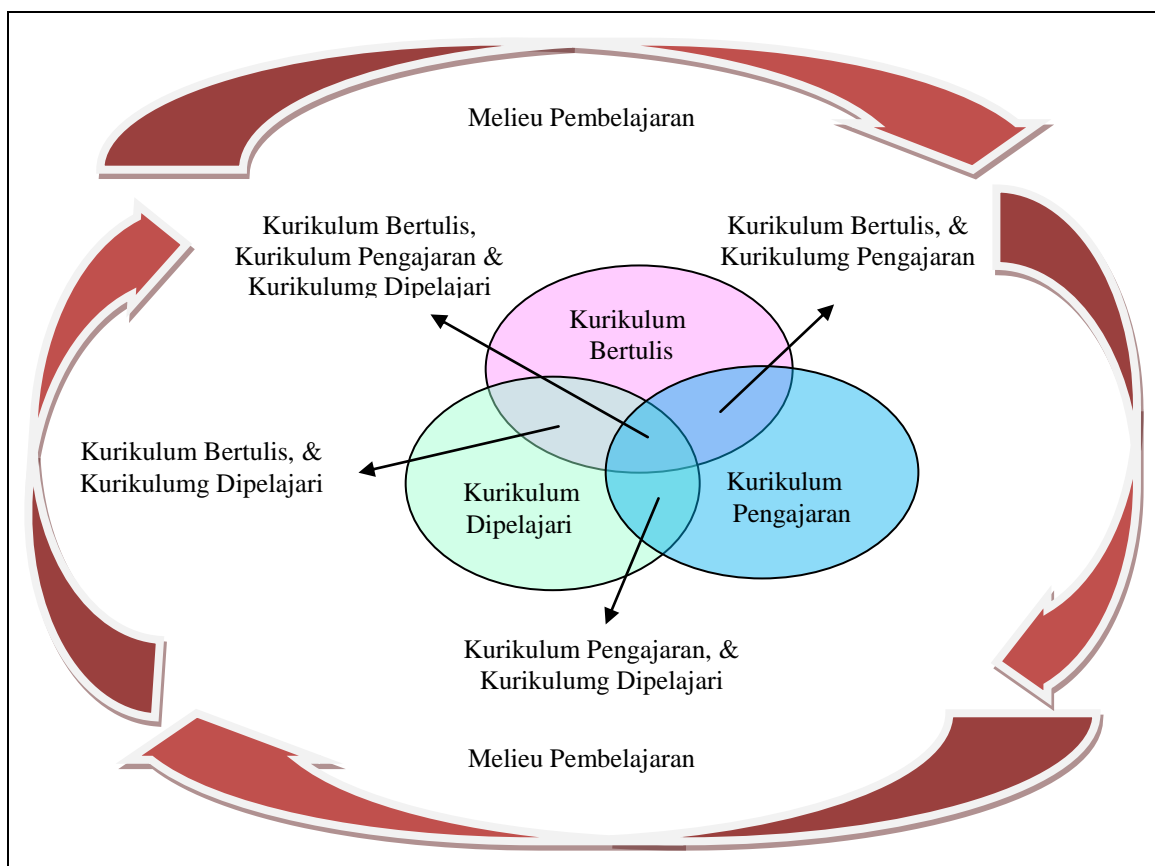 Melieu Pembelajaran
Kurikulum Bertulis,
Kurikulum Pengajaran &
Kurikulumg Dipelajari
Kurikulum Bertulis, &
Kurikulumg Pengajaran
Kurikulum
Bertulis
Kurikulum Bertulis, &
Kurikulumg Dipelajari
Kurikulum
Dipelajari
Kurikulum
Pengajaran
Kurikulum Pengajaran, &
Kurikulumg Dipelajari
Melieu Pembelajaran